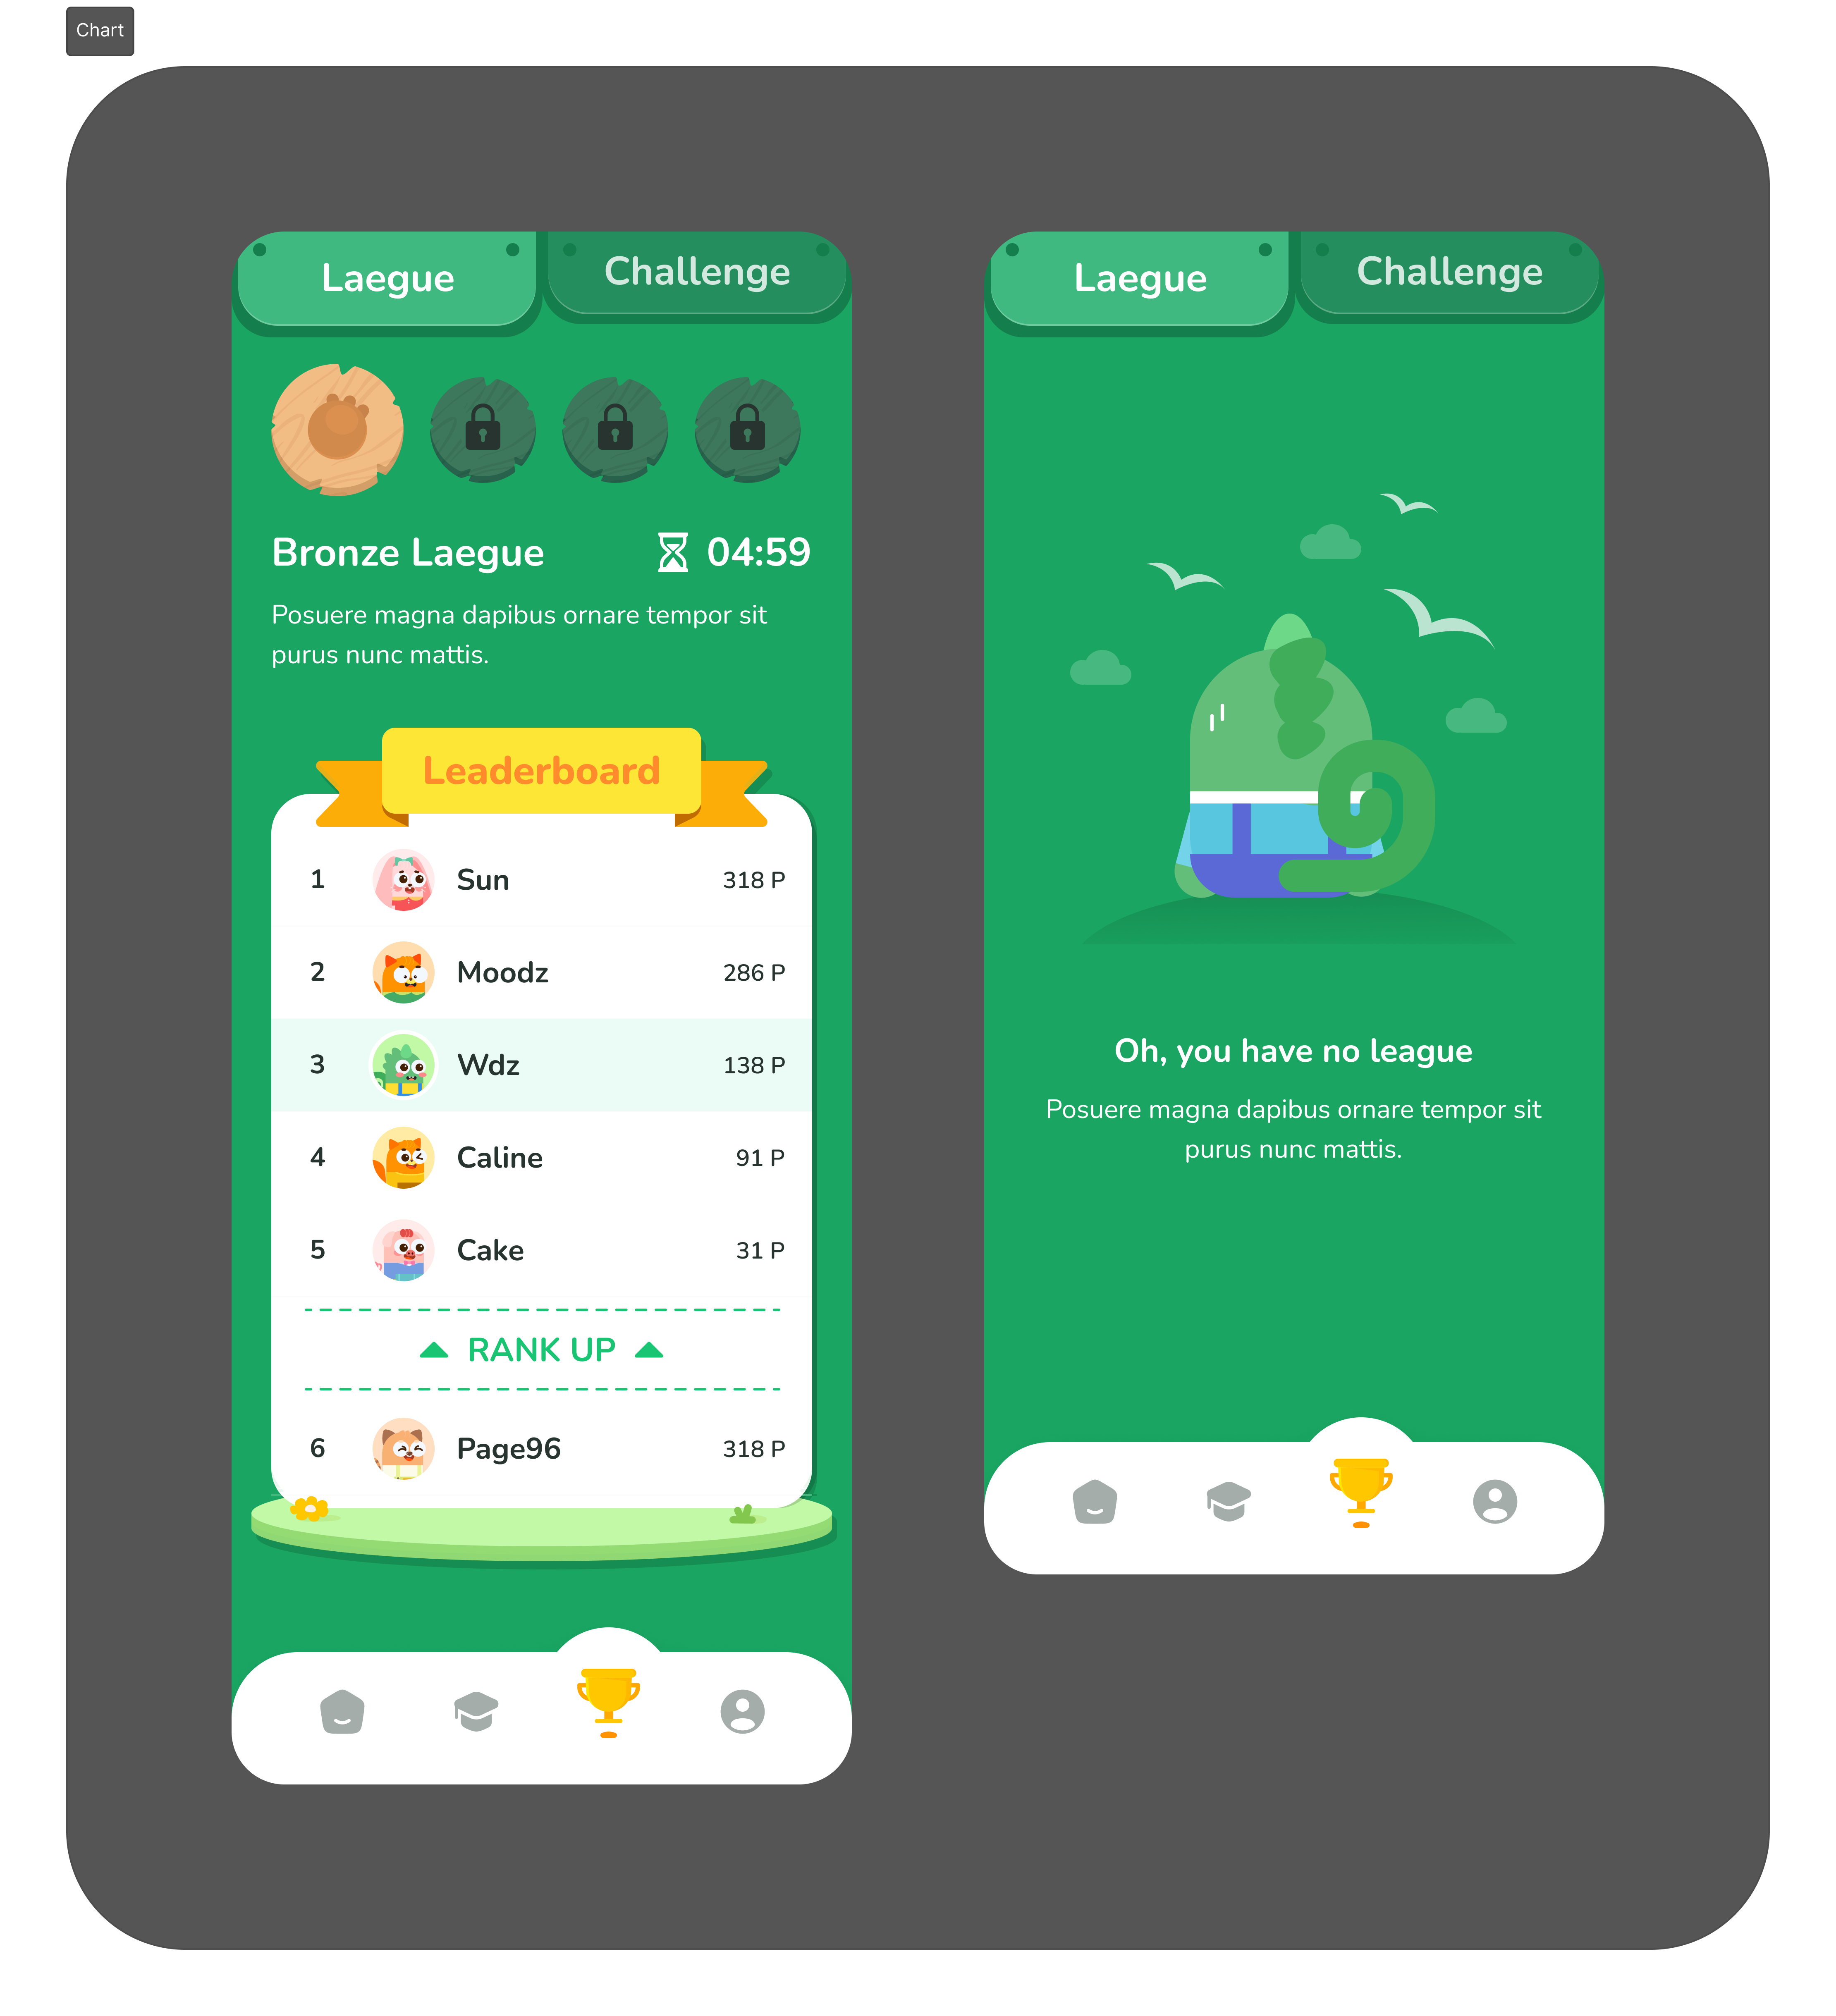 Chart
Laegue
Challenge
Bronze Laegue
04:59
Posuere magna dapibus ornare tempor sit
purus nunc mattis.
Leaderboard
1 Sun 318 P
2 Moodz 286 P
3 Wdz 138 P
4 Caline 91 P
5 Cake 31 P
RANK UP
6 Page96 318 P
Laegue
Challenge
Oh, you have no league
Posuere magna dapibus ornare tempor sit
purus nunc mattis.